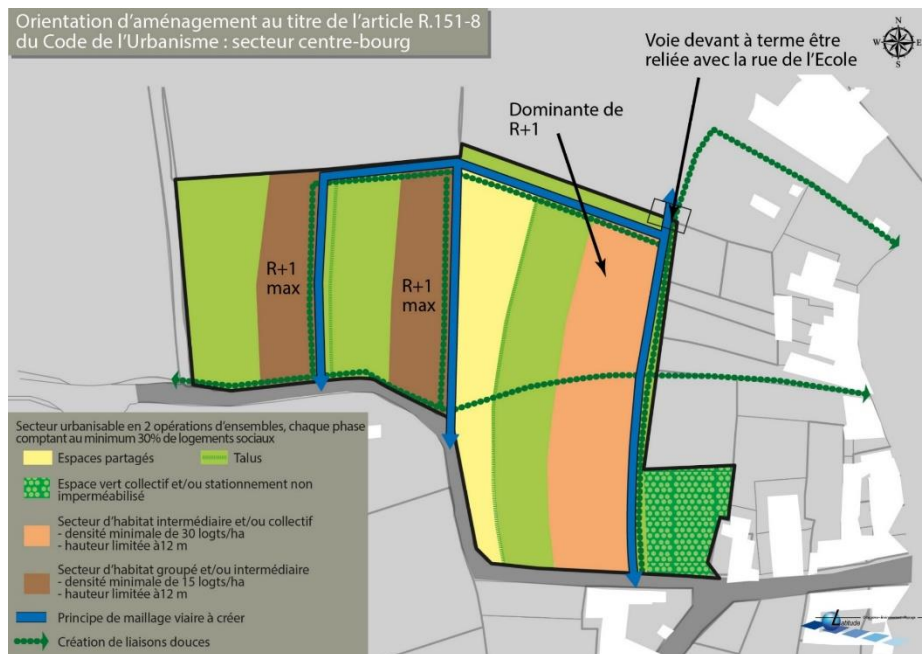 Orientation d'aménagement au titre de l'article R.151-8
du Code de l'Urbanisme : secteur centre-bourg
Voie devant à terme être
reliée avec la rue de l'Ecole
N
W
E
S
Dominante de
R+1
R+1
max
R+1
max
Secteur urbanisable en 2 opérations d'ensembles, chaque phase
comptant au minimum 30% de logements sociaux
Espaces partagés
Talus
Espace vert collectif et/ou stationnement non
imperméabilisé
Secteur d'habitat intermédiaire et/ou collectif
- densité minimale de 30 logts/ha
- hauteur limitée à12 m
Secteur d'habitat groupé et/ou intermédiaire
- densité minimale de 15 logts/ha
- hauteur limitée à12 m
Principe de maillage viaire à créer
Création de liaisons douces
Latitude